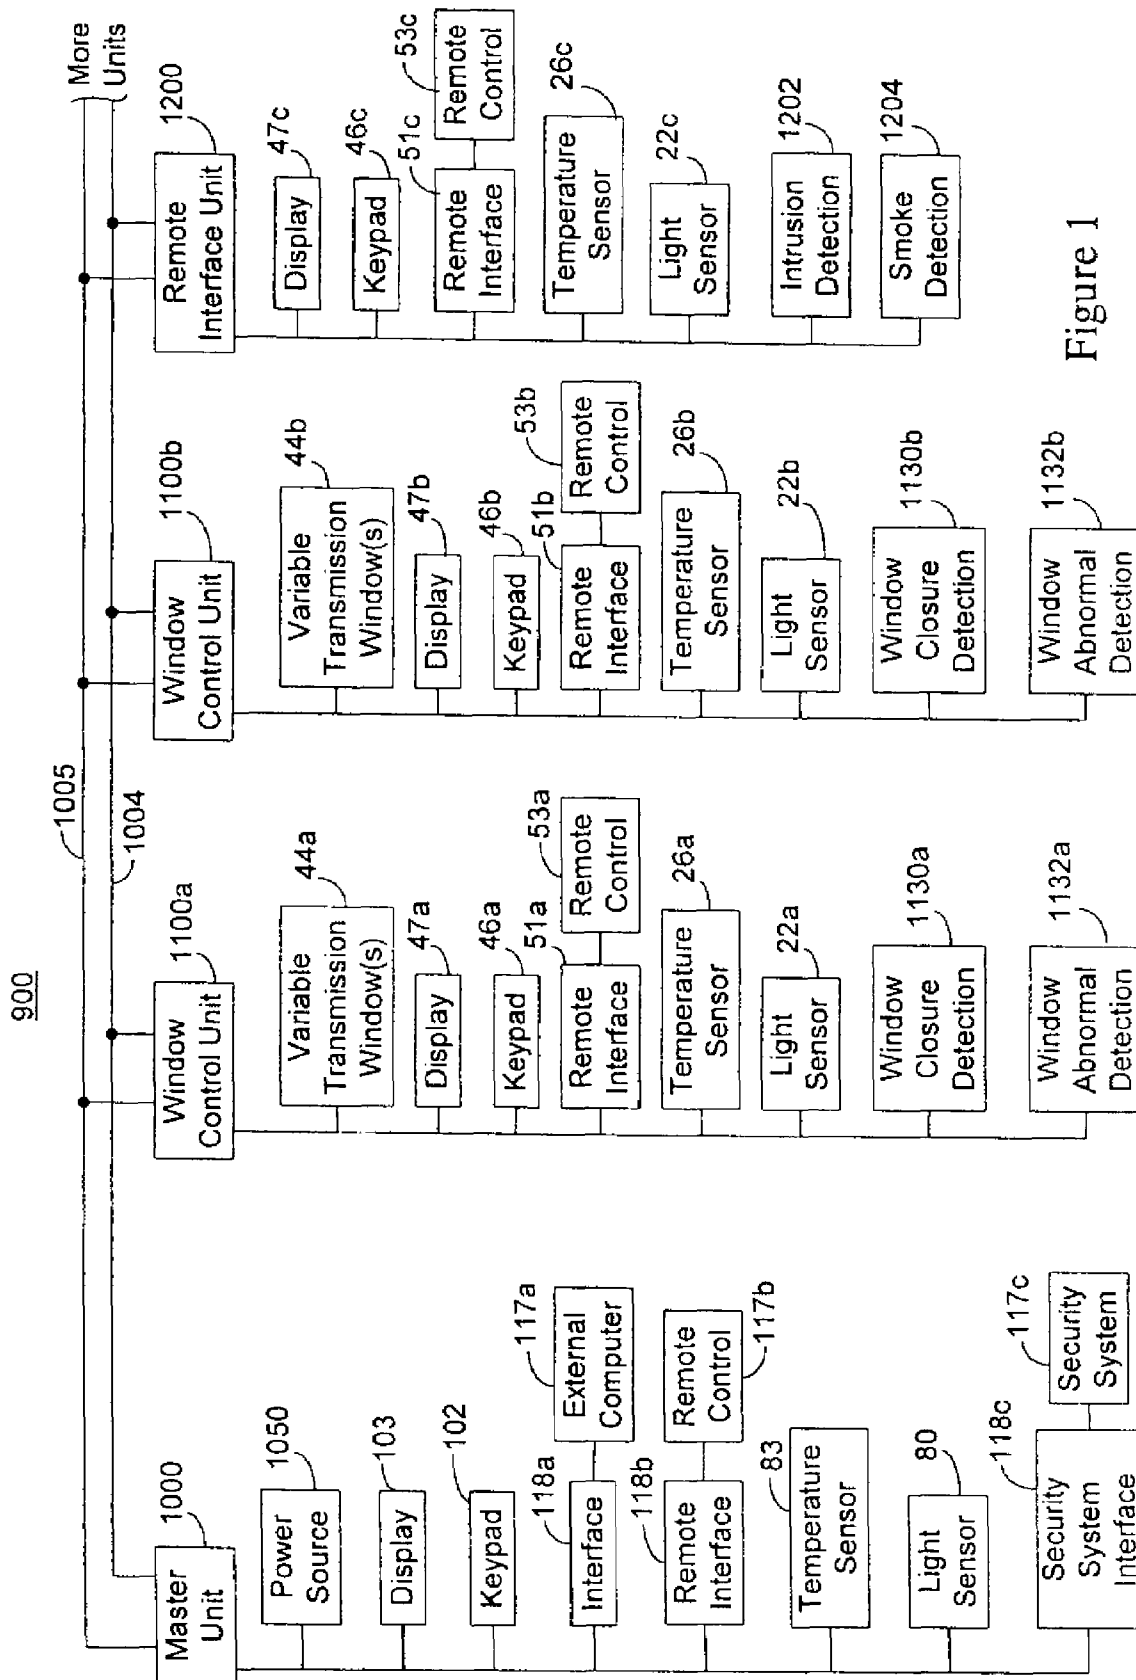 900
1005
1004
More
Units
1000
Master
Unit
1050
Power
Source
103
Display
102
Keypad
118a
Interface
117a
External
Computer
118b
Remote
Interface
117b
Remote
Control
83
Temperature
Sensor
80
Light
Sensor
118c
Security
System
Interface
117c
Security
System
1100a
Window
Control Unit
44a
Variable
Transmission
Window(s)
47a
Display
46a
Keypad
51a
Remote
Interface
53a
Remote
Control
26a
Temperature
Sensor
22a
Light
Sensor
1130a
Window
Closure
Detection
1132a
Window
Abnormal
Detection
1100b
Window
Control Unit
44b
Variable
Transmission
Window(s)
47b
Display
46b
Keypad
51b
Remote
Interface
53b
Remote
Control
26b
Temperature
Sensor
22b
Light
Sensor
1130b
Window
Closure
Detection
1132b
Window
Abnormal
Detection
1200
Remote
Interface Unit
47c
Display
46c
Keypad
51c
Remote
Interface
53c
Remote
Control
26c
Temperature
Sensor
22c
Light
Sensor
1202
Intrusion
Detection
1204
Smoke
Detection
Figure 1